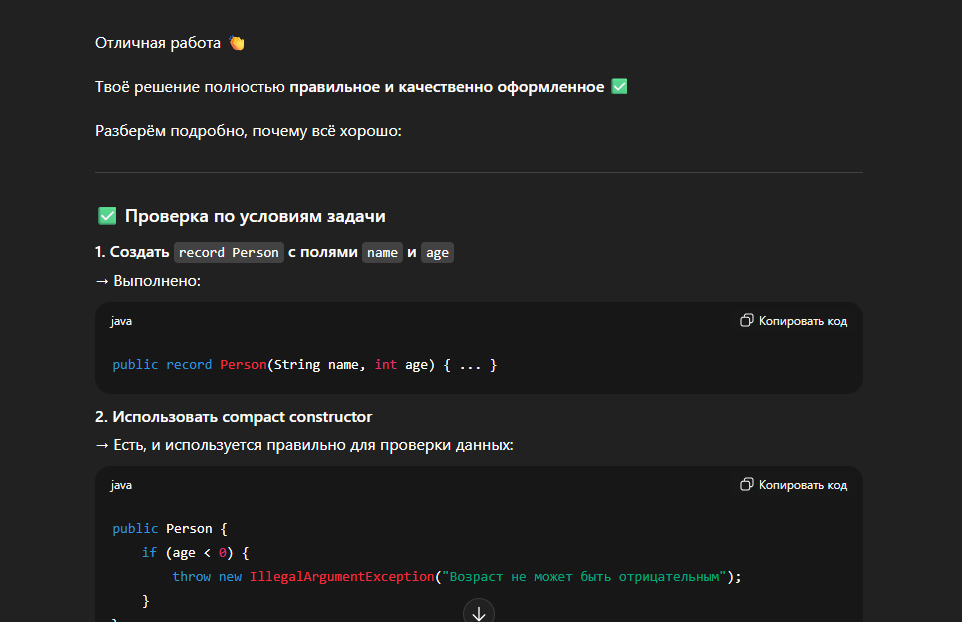 Отличная работа 👏
Твоё решение полностью правильное и качественно оформленное ✅
Разберём подробно, почему всё хорошо:
✅ Проверка по условиям задачи
1. Создать record Person с полями name и age
→ Выполнено:
java
Копировать код
public record Person(String name, int age) { ... }
2. Использовать compact constructor
→ Есть, и используется правильно для проверки данных:
java
Копировать код
public Person {
    if (age < 0) {
        throw new IllegalArgumentException("Возраст не может быть отрицательным");
    }